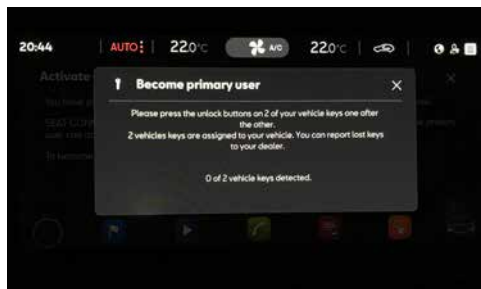 20:44 AUTO 22.0°C A/C 22.0°C
Activate
Become primary user
Please press the unlock buttons on 2 of your vehicle keys one after
the other.
2 vehicles keys are assigned to your vehicle. You can report lost keys
to your dealer.
0 of 2 vehicle keys detected.